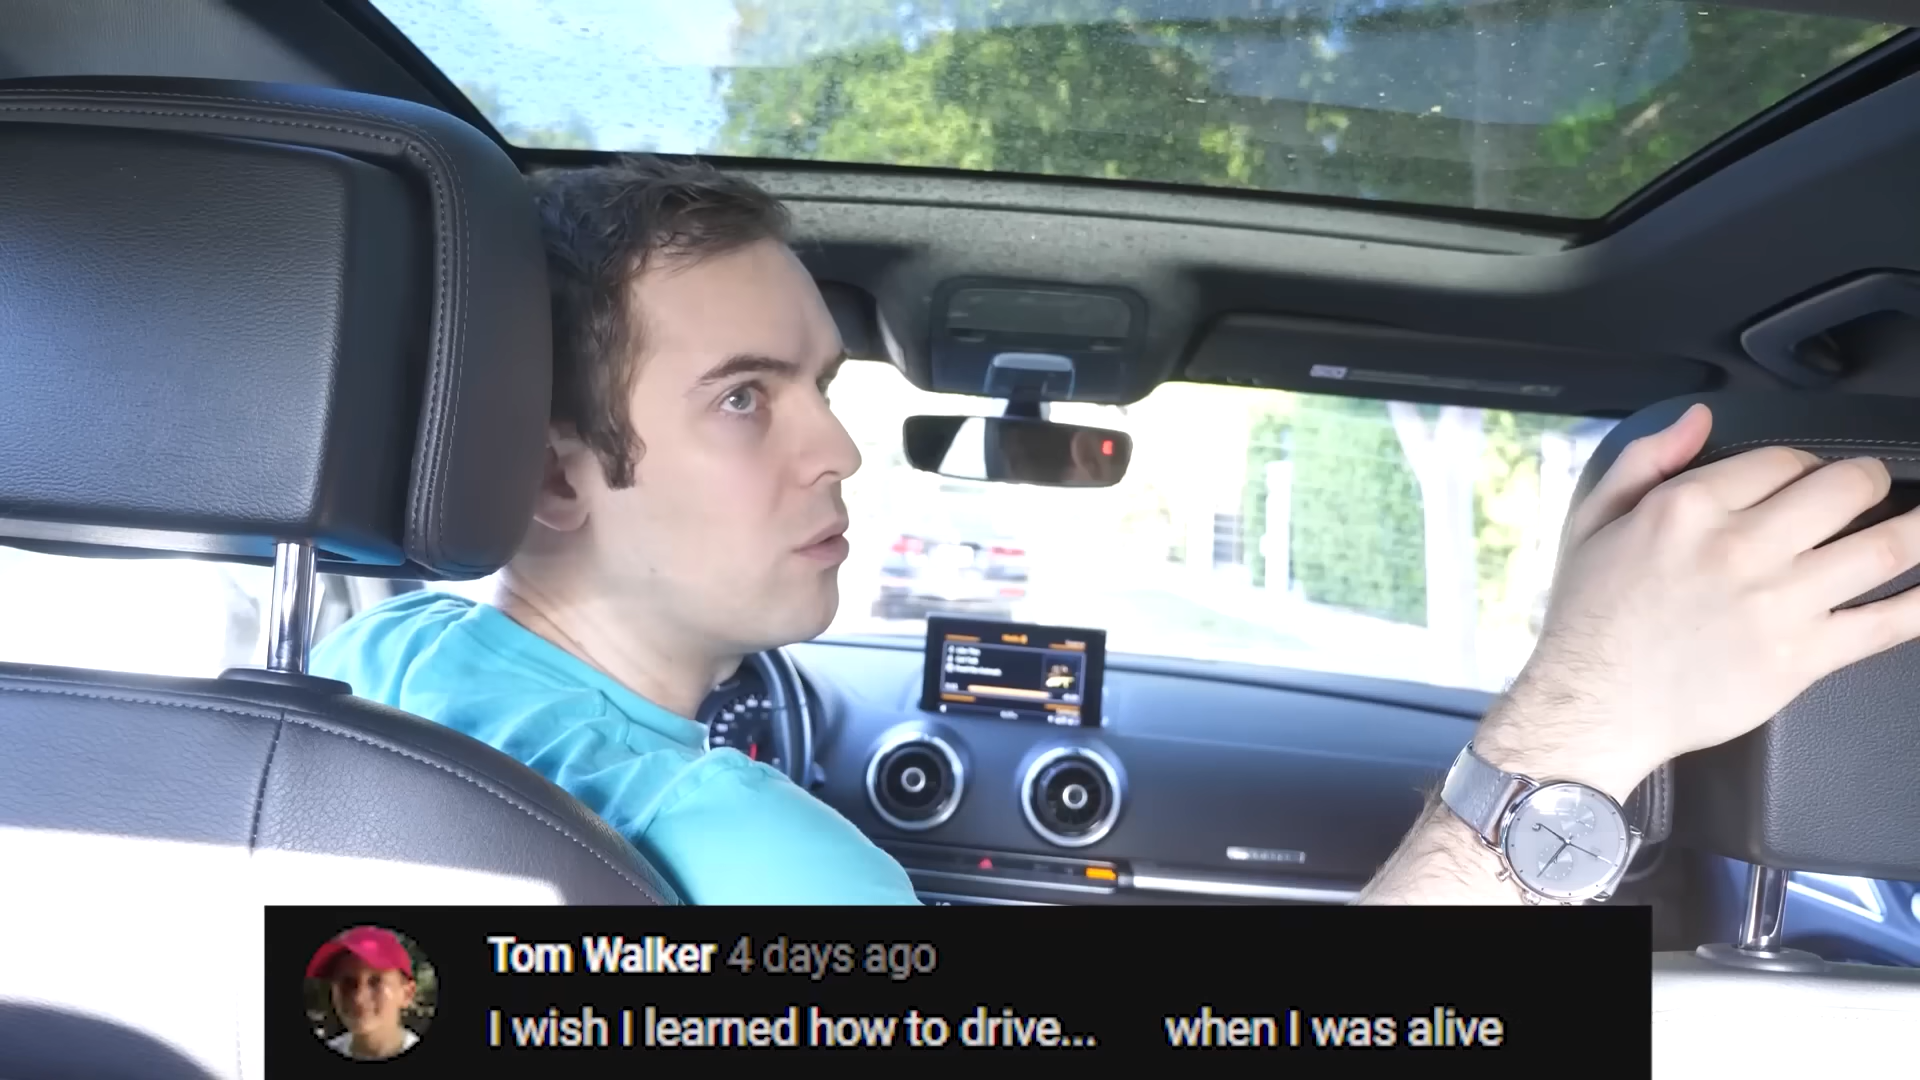 Tom Walker 4 days ago
I wish I learned how to drive... when I was alive